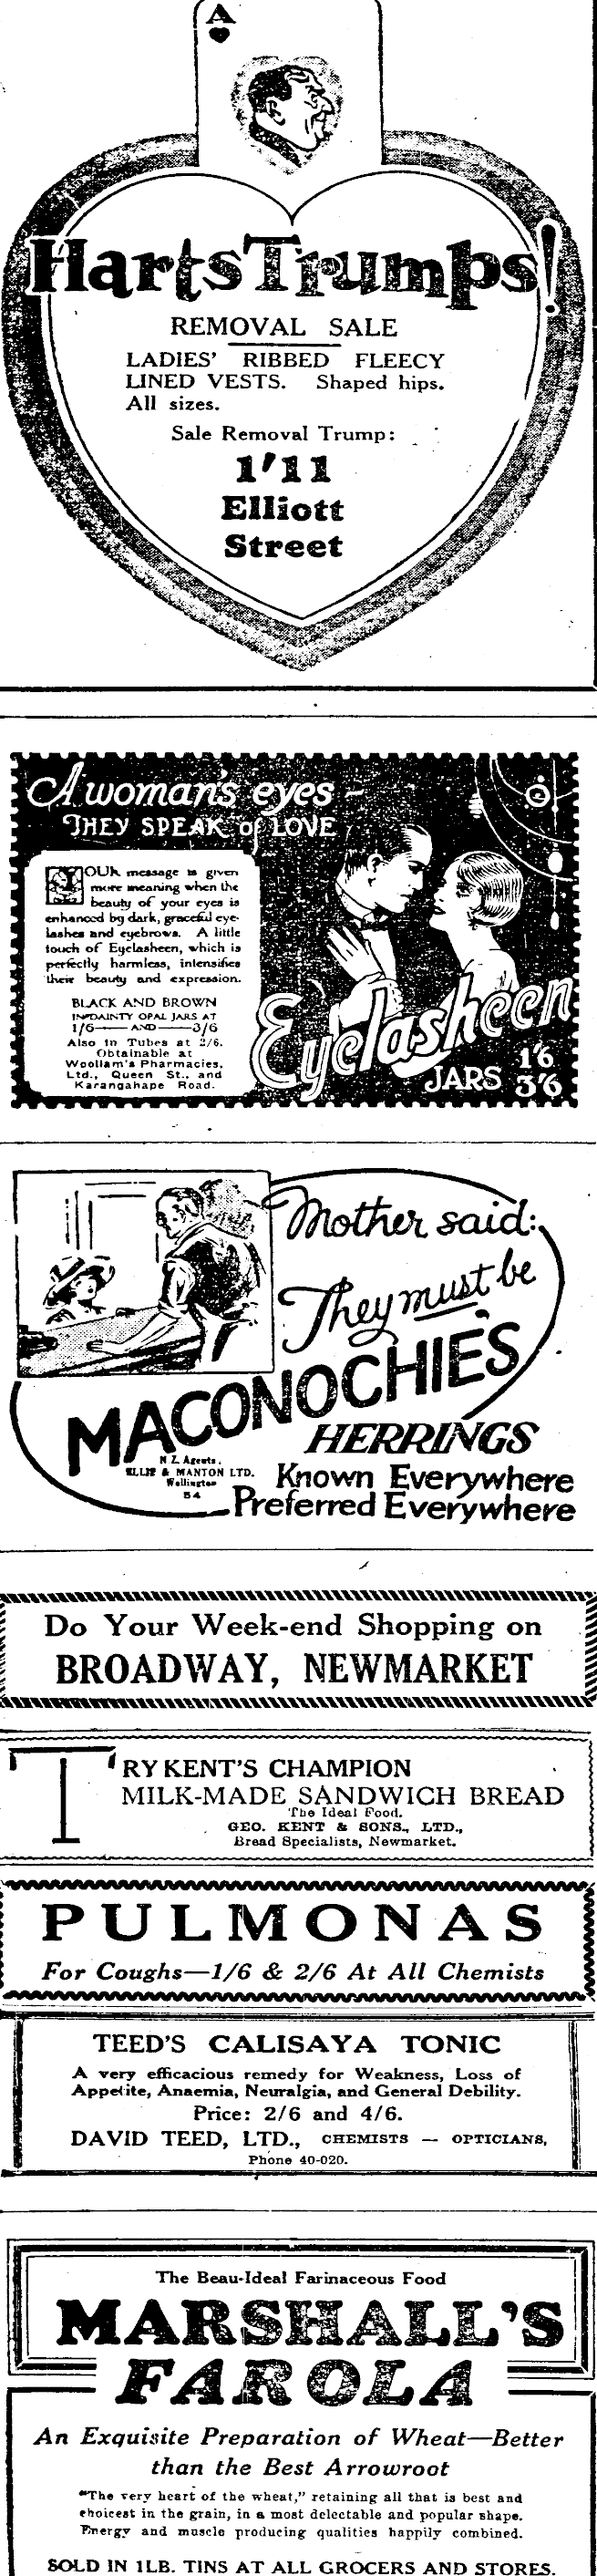 A
Harts Trumps!
REMOVAL SALE
LADIES' RIBBED FLEECY
LINED VESTS. Shaped hips.
All sizes.
Sale Removal Trump:
1'11
Elliott
Street
A woman's eyes –
THEY SPEAK of LOVE
YOUR message is given
more meaning when the
beauty of your eyes is
enhanced by dark, graceful eye-
lashes and eyebrows. A little
touch of Eyelasheen, which is
perfectly harmless, intensifies
their beauty and expression.
BLACK AND BROWN
IN DAINTY OPAL JARS AT
1/6—— AND ——3/6
Also in Tubes at 2/6.
Obtainable at
Woollam's Pharmacies,
Ltd., Queen St., and
Karangahape Road.
Eyelasheen
JARS 1'6
3'6
Mother said:
They must be
MACONOCHIE'S
HERRINGS
N.Z. Agents.
ELLIS & MANTON LTD.
Wellington
54
Known Everywhere
Preferred Everywhere
Do Your Week-end Shopping on
BROADWAY, NEWMARKET
TRY KENT'S CHAMPION
MILK-MADE SANDWICH BREAD
The Ideal Food.
GEO. KENT & SONS., LTD.,
Bread Specialists, Newmarket.
PULMONAS
For Coughs—1/6 & 2/6 At All Chemists
TEED'S CALISAYA TONIC
A very efficacious remedy for Weakness, Loss of
Appetite, Anaemia, Neuralgia, and General Debility.
Price: 2/6 and 4/6.
DAVID TEED, LTD., CHEMISTS — OPTICIANS,
Phone 40-020.
The Beau-Ideal Farinaceous Food
MARSHALL'S
FAROLA
An Exquisite Preparation of Wheat—Better
than the Best Arrowroot
"The very heart of the wheat," retaining all that is best and
choicest in the grain, in a most delectable and popular shape.
Energy and muscle producing qualities happily combined.
SOLD IN 1LB. TINS AT ALL GROCERS AND STORES.